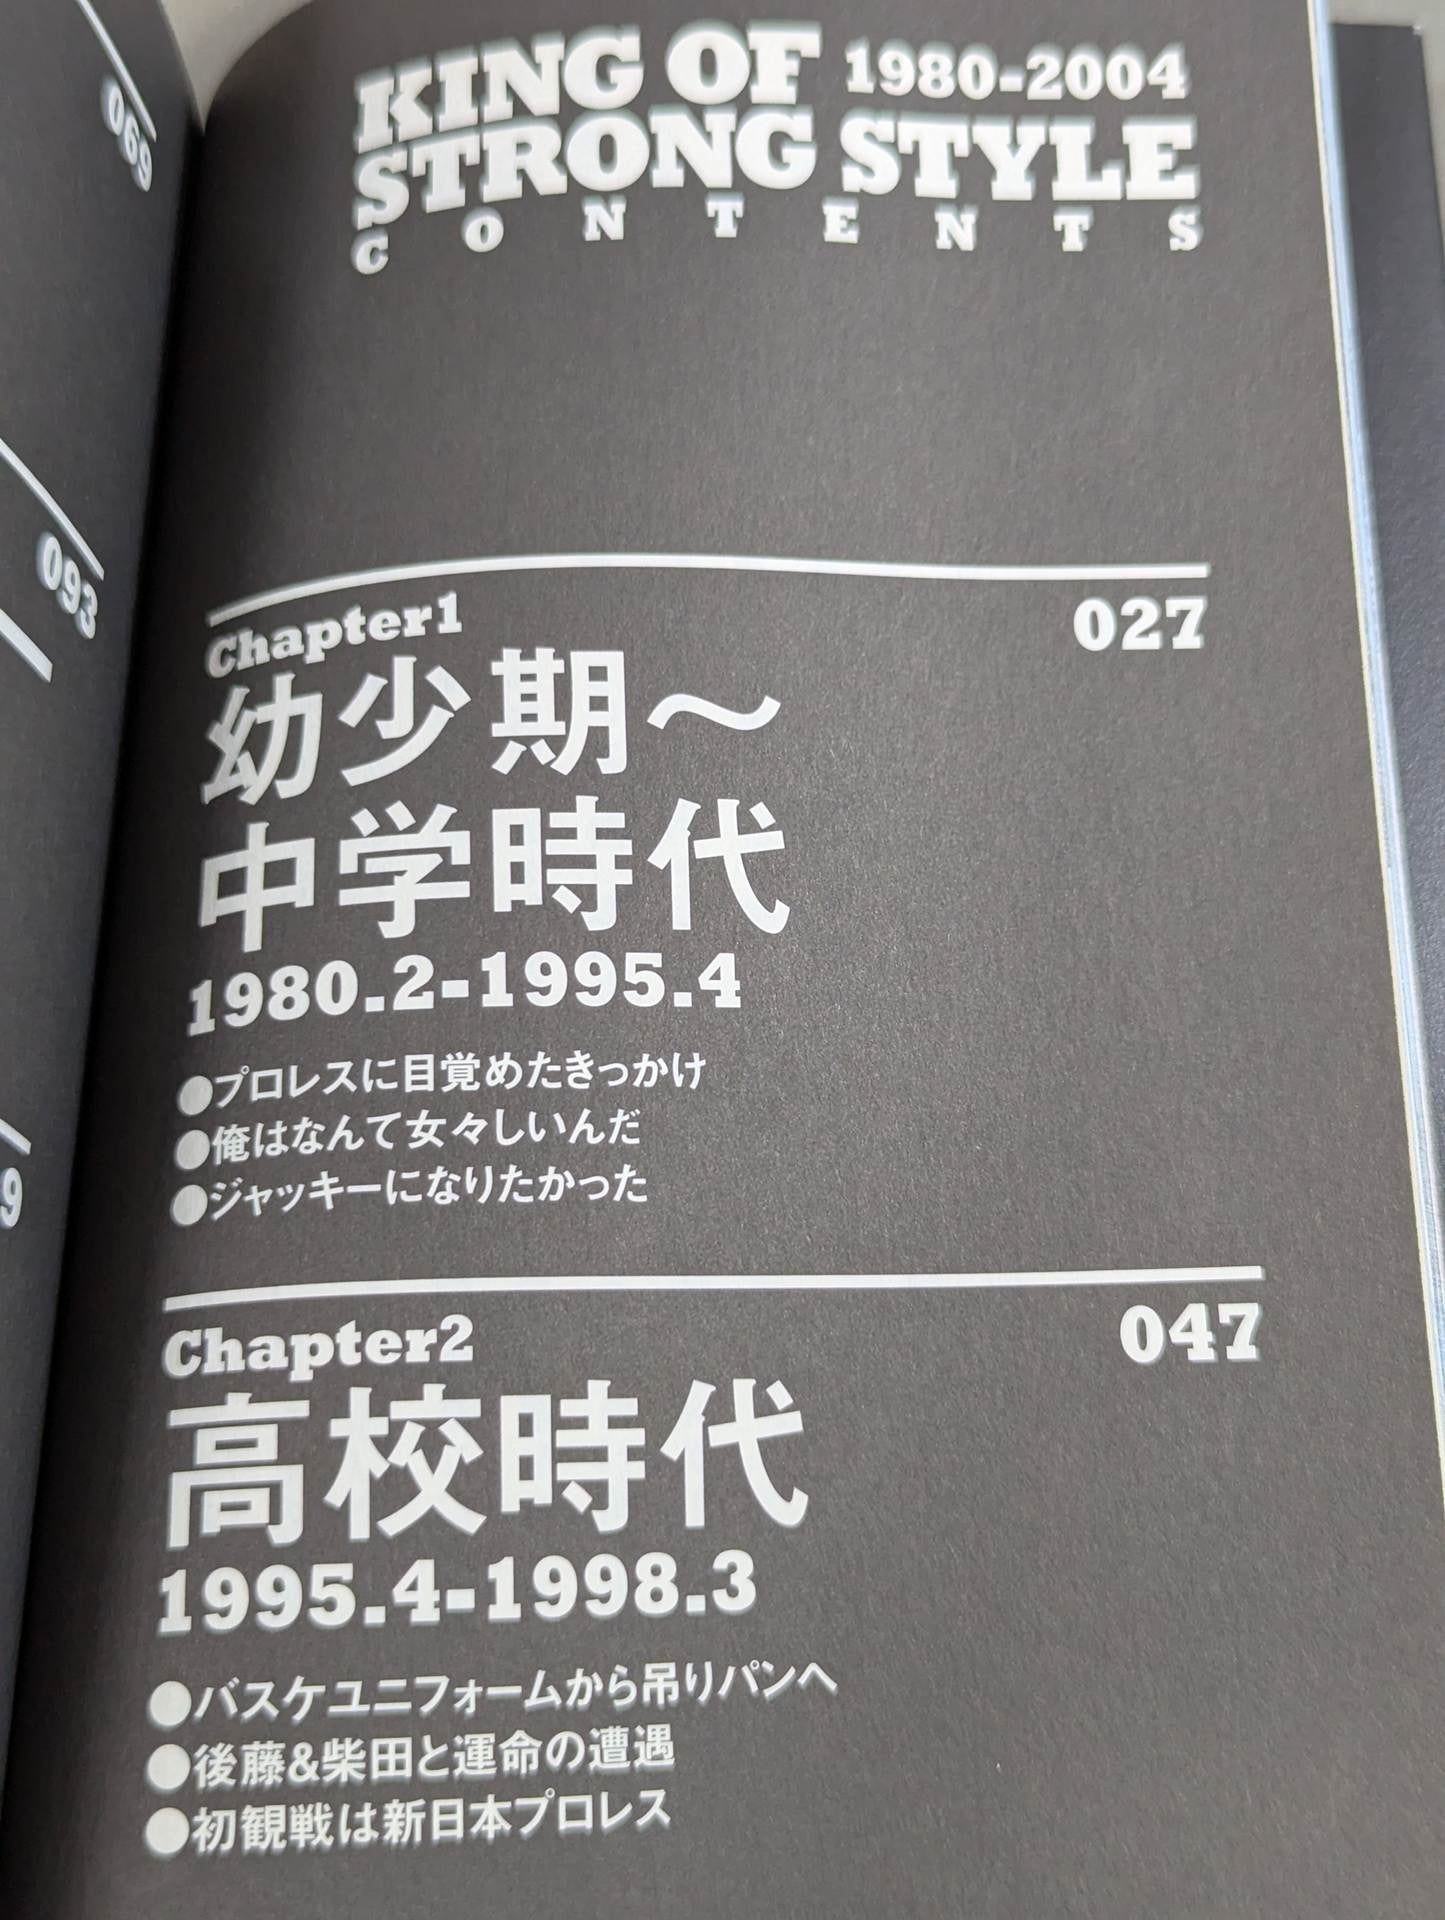 069
093
9
KING OF 1980-2004
STRONG STYLE
CONTENTS
Chapter1 027
幼少期～
中学時代
1980.2-1995.4
●プロレスに目覚めたきっかけ
●俺はなんて女々しいんだ
●ジャッキーになりたかった
Chapter2 047
高校時代
1995.4-1998.3
●バスケユニフォームから吊りパンへ
●後藤&柴田と運命の遭遇
●初観戦は新日本プロレス